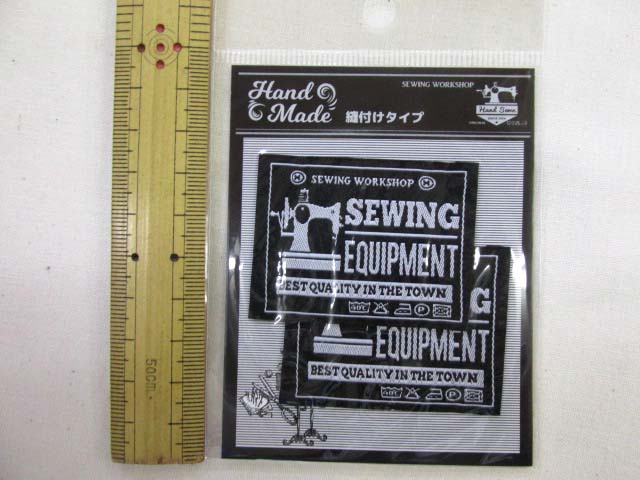 Hand
Made
縫付けタイプ
SEWING WORKSHOP
Hand Sewn
SEWING WORKSHOP
SEWING
EQUIPMENT
BEST QUALITY IN THE TOWN
EQUIPMENT
BEST QUALITY IN THE TOWN
50cm